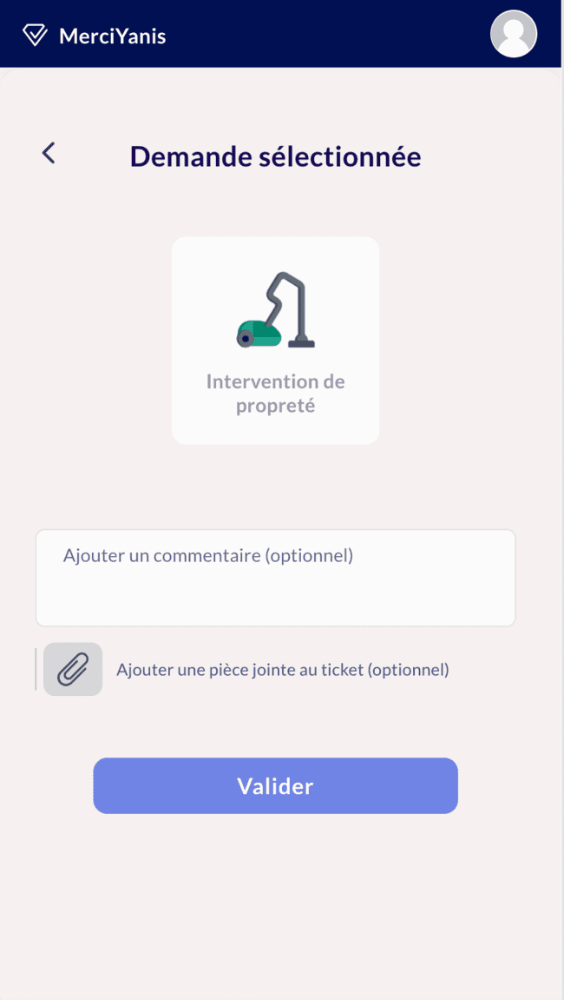 MerciYanis
Demande sélectionnée
Intervention de
propreté
Ajouter un commentaire (optionnel)
Ajouter une pièce jointe au ticket (optionnel)
Valider